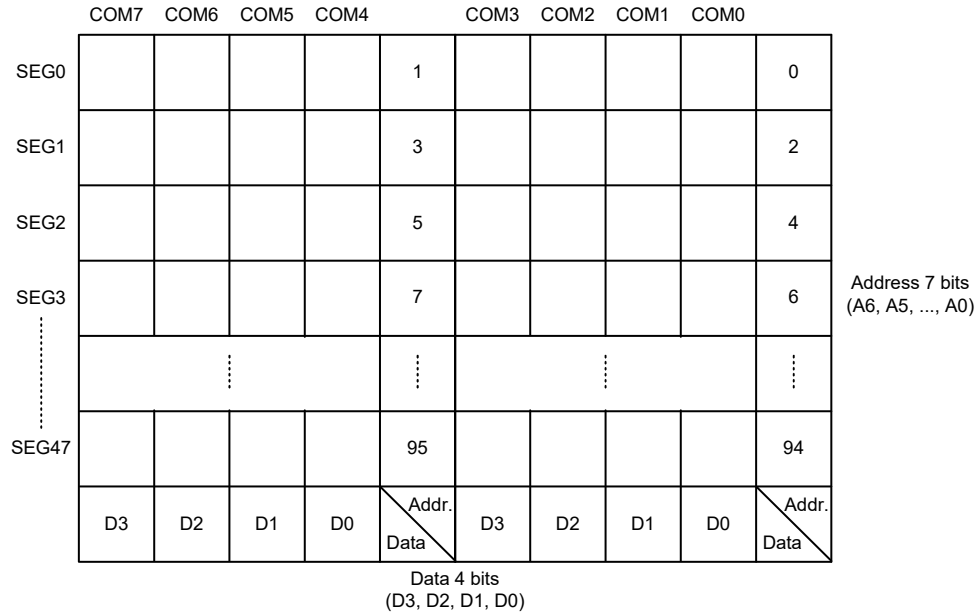 COM7 COM6 COM5 COM4 COM3 COM2 COM1 COM0
SEG0 1 0
SEG1 3 2
SEG2 5 4
SEG3 7 6
Address 7 bits
(A6, A5, ..., A0)
SEG47 95 94
D3 D2 D1 D0 Addr. Data D3 D2 D1 D0 Addr. Data
Data 4 bits
(D3, D2, D1, D0)